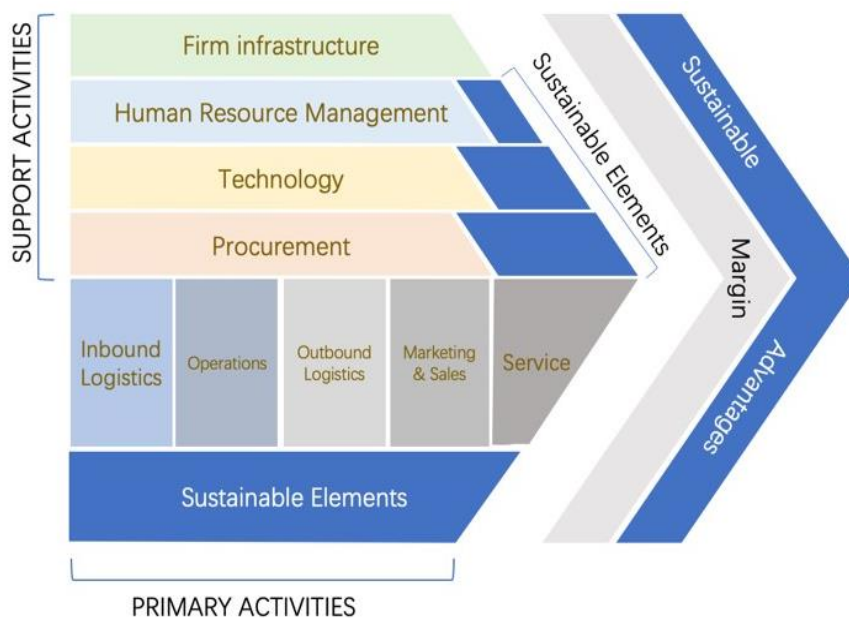 SUPPORT ACTIVITIES
Firm infrastructure
Human Resource Management
Technology
Procurement
Sustainable Elements
Inbound
Logistics
Operations
Outbound
Logistics
Marketing
& Sales
Service
Sustainable Elements
PRIMARY ACTIVITIES
Margin
Sustainable
Advantages